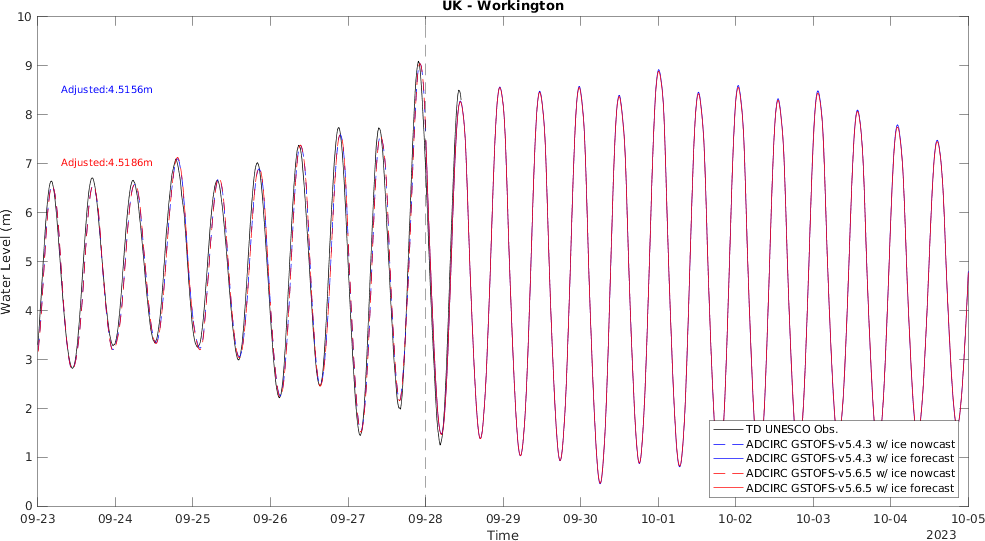 UK - Workington
10
9
8
7
6
5
4
3
2
1
0
Water Level (m)
Adjusted:4.5156m
Adjusted:4.5186m
TD UNESCO Obs.
ADCIRC GSTOFS-v5.4.3 w/ ice nowcast
ADCIRC GSTOFS-v5.4.3 w/ ice forecast
ADCIRC GSTOFS-v5.6.5 w/ ice nowcast
ADCIRC GSTOFS-v5.6.5 w/ ice forecast
09-23 09-24 09-25 09-26 09-27 09-28 09-29 09-30 10-01 10-02 10-03 10-04 10-05
Time
2023